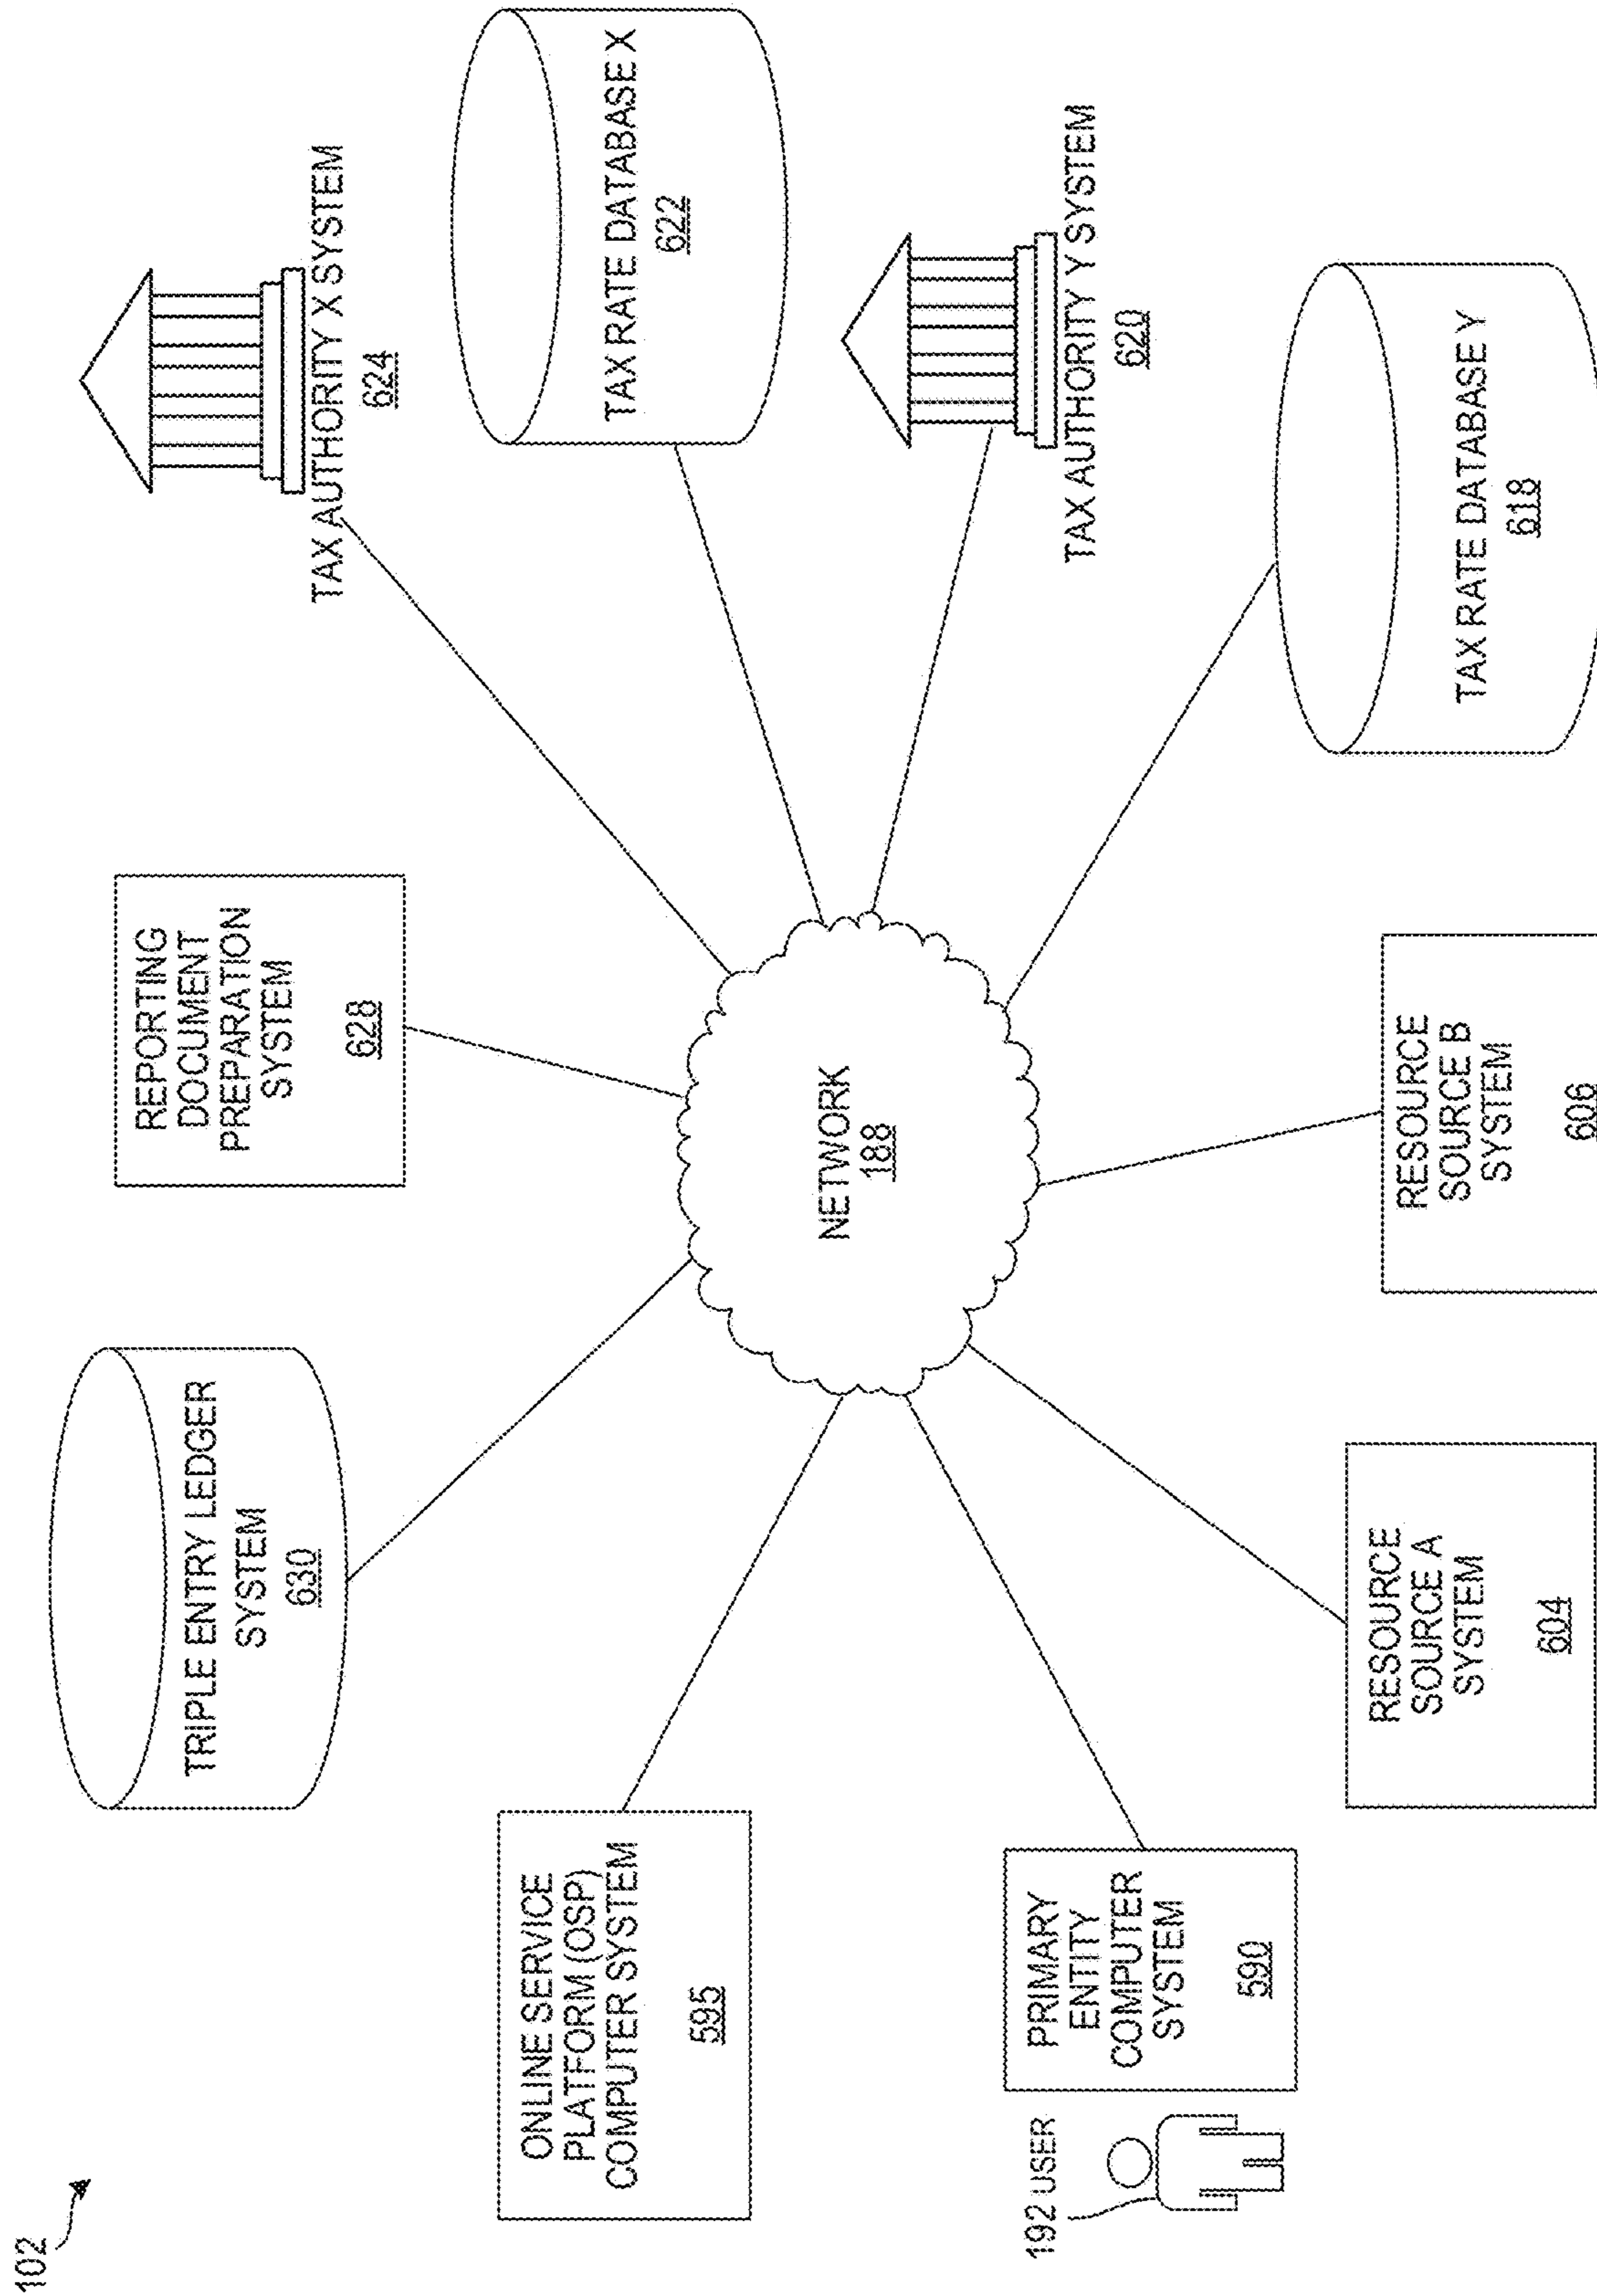 102
TRIPLE ENTRY LEDGER
SYSTEM
630
REPORTING
DOCUMENT
PREPARATION
SYSTEM
628
TAX AUTHORITY X SYSTEM
624
ONLINE SERVICE
PLATFORM (OSP)
COMPUTER SYSTEM
595
NETWORK
188
TAX RATE DATABASE X
622
TAX AUTHORITY Y SYSTEM
620
192 USER
PRIMARY
ENTITY
COMPUTER
SYSTEM
590
RESOURCE
SOURCE A
SYSTEM
604
RESOURCE
SOURCE B
SYSTEM
606
TAX RATE DATABASE Y
618